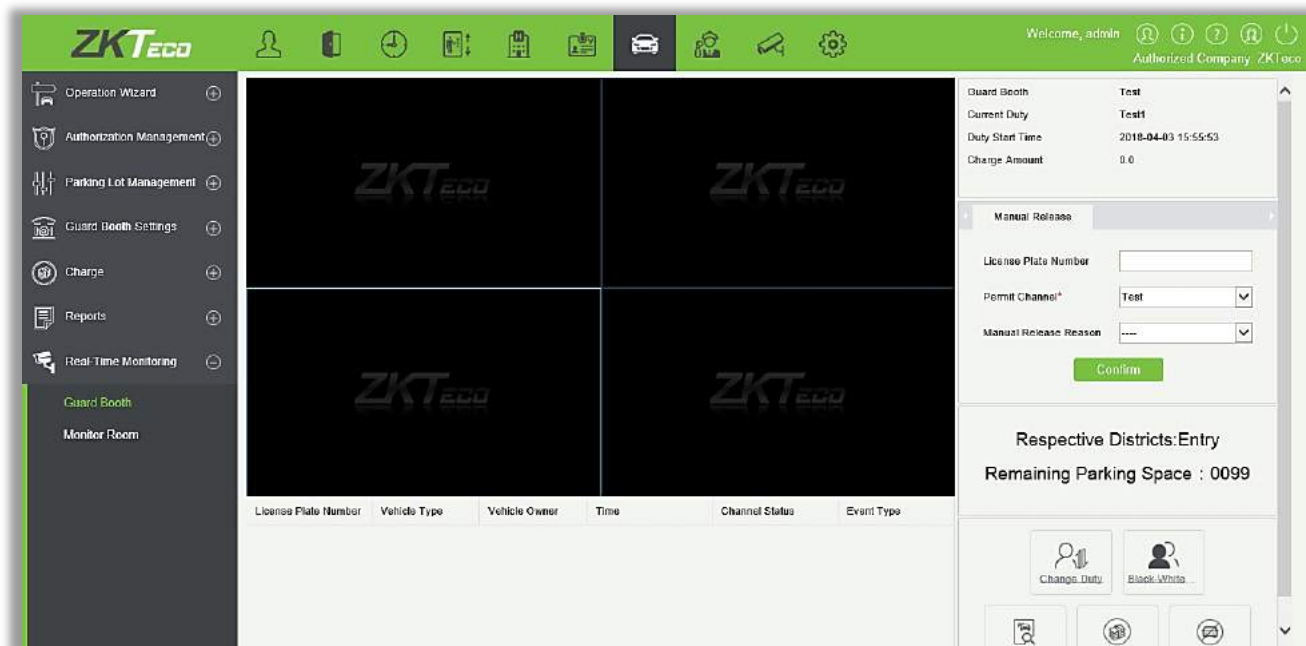 ZKTeco
Welcome, admin
Authorized Company ZKTeco
Operation Wizard
Authorization Management
Parking Lot Management
Guard Booth Settings
Charge
Reports
Real-Time Monitoring
Guard Booth
Monitor Room
ZKTeco ZKTeco
ZKTeco ZKTeco
License Plate Number Vehicle Type Vehicle Owner Time Channel Status Event Type
Guard Booth Test
Current Duty Test1
Duty Start Time 2018-04-03 15:55:53
Charge Amount 0.0
Manual Release
License Plate Number
Permit Channel* Test
Manual Release Reason ----
Confirm
Respective Districts:Entry
Remaining Parking Space : 0099
Change Duty Black-White...